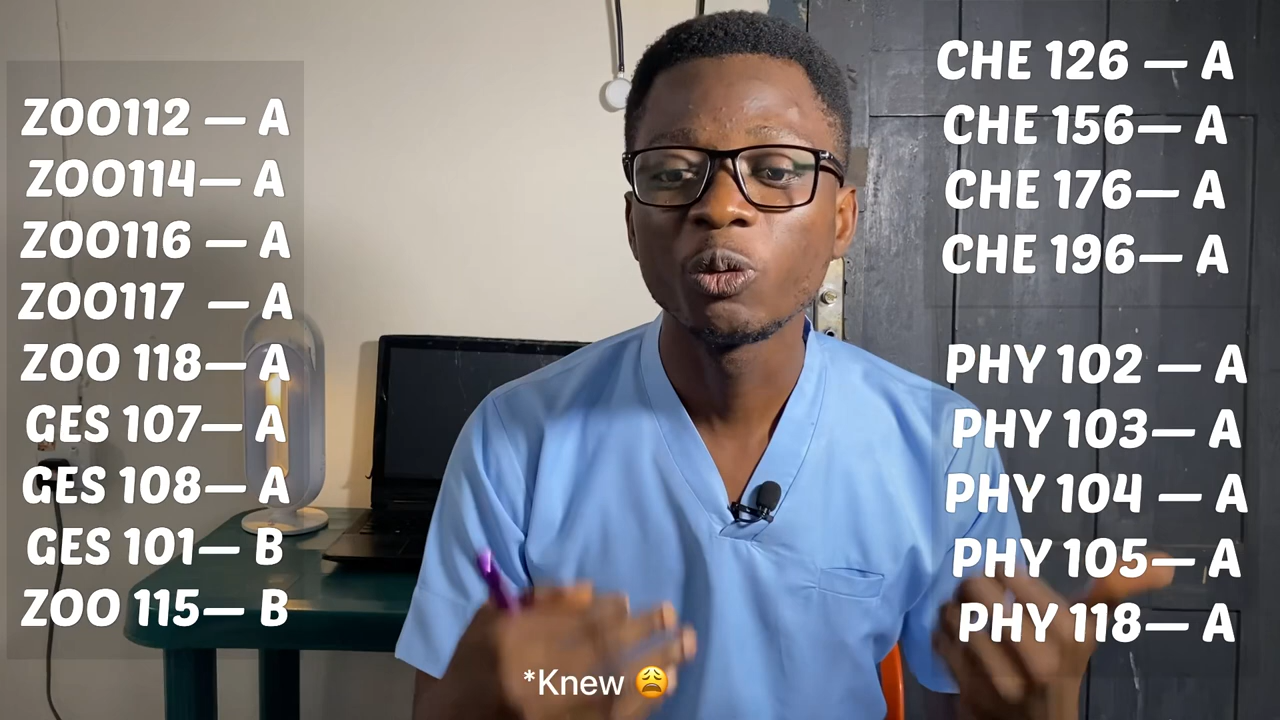 ZOO112 — A
ZOO114— A
ZOO116 — A
ZOO117 — A
ZOO 118— A
GES 107— A
GES 108— A
GES 101— B
ZOO 115— B
CHE 126 — A
CHE 156— A
CHE 176— A
CHE 196— A
PHY 102 — A
PHY 103— A
PHY 104 — A
PHY 105— A
PHY 118— A
*Knew 😩